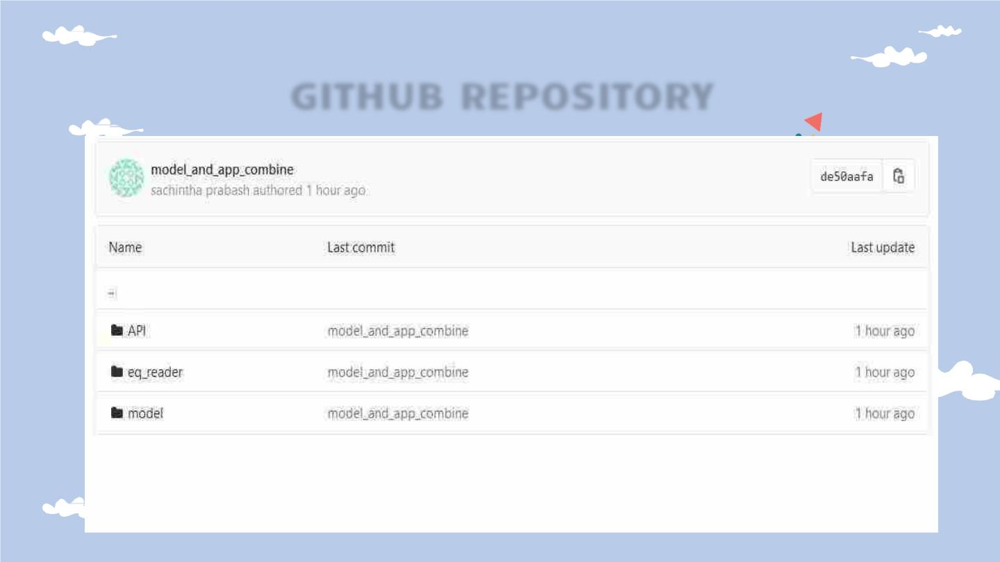 GITHUB REPOSITORY
model_and_app_combine
sachintha prabash authored 1 hour ago
de50aafa
Name Last commit Last update
..
API model_and_app_combine 1 hour ago
eq_reader model_and_app_combine 1 hour ago
model model_and_app_combine 1 hour ago